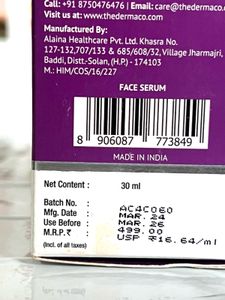 Call: +91 8750476476 | Email: care@thedermaco.
Visit us at: www.thedermaco.com
Manufactured By:
Alaina Healthcare Pvt. Ltd. Khasra No.
127-132,707/133 & 685/608/32, Village Jharmajri,
Baddi, Distt.-Solan, (H.P.) - 174103
M.: HIM/COS/16/227
FACE SERUM
8 906087 773849
MADE IN INDIA
Net Content : 30 ml
Batch No. : AC4C060
Mfg. Date : MAR.24
Use Before : MAR.26
M.R.P.₹ : 499.00
(Incl. of all taxes) USP ₹16.64/ml